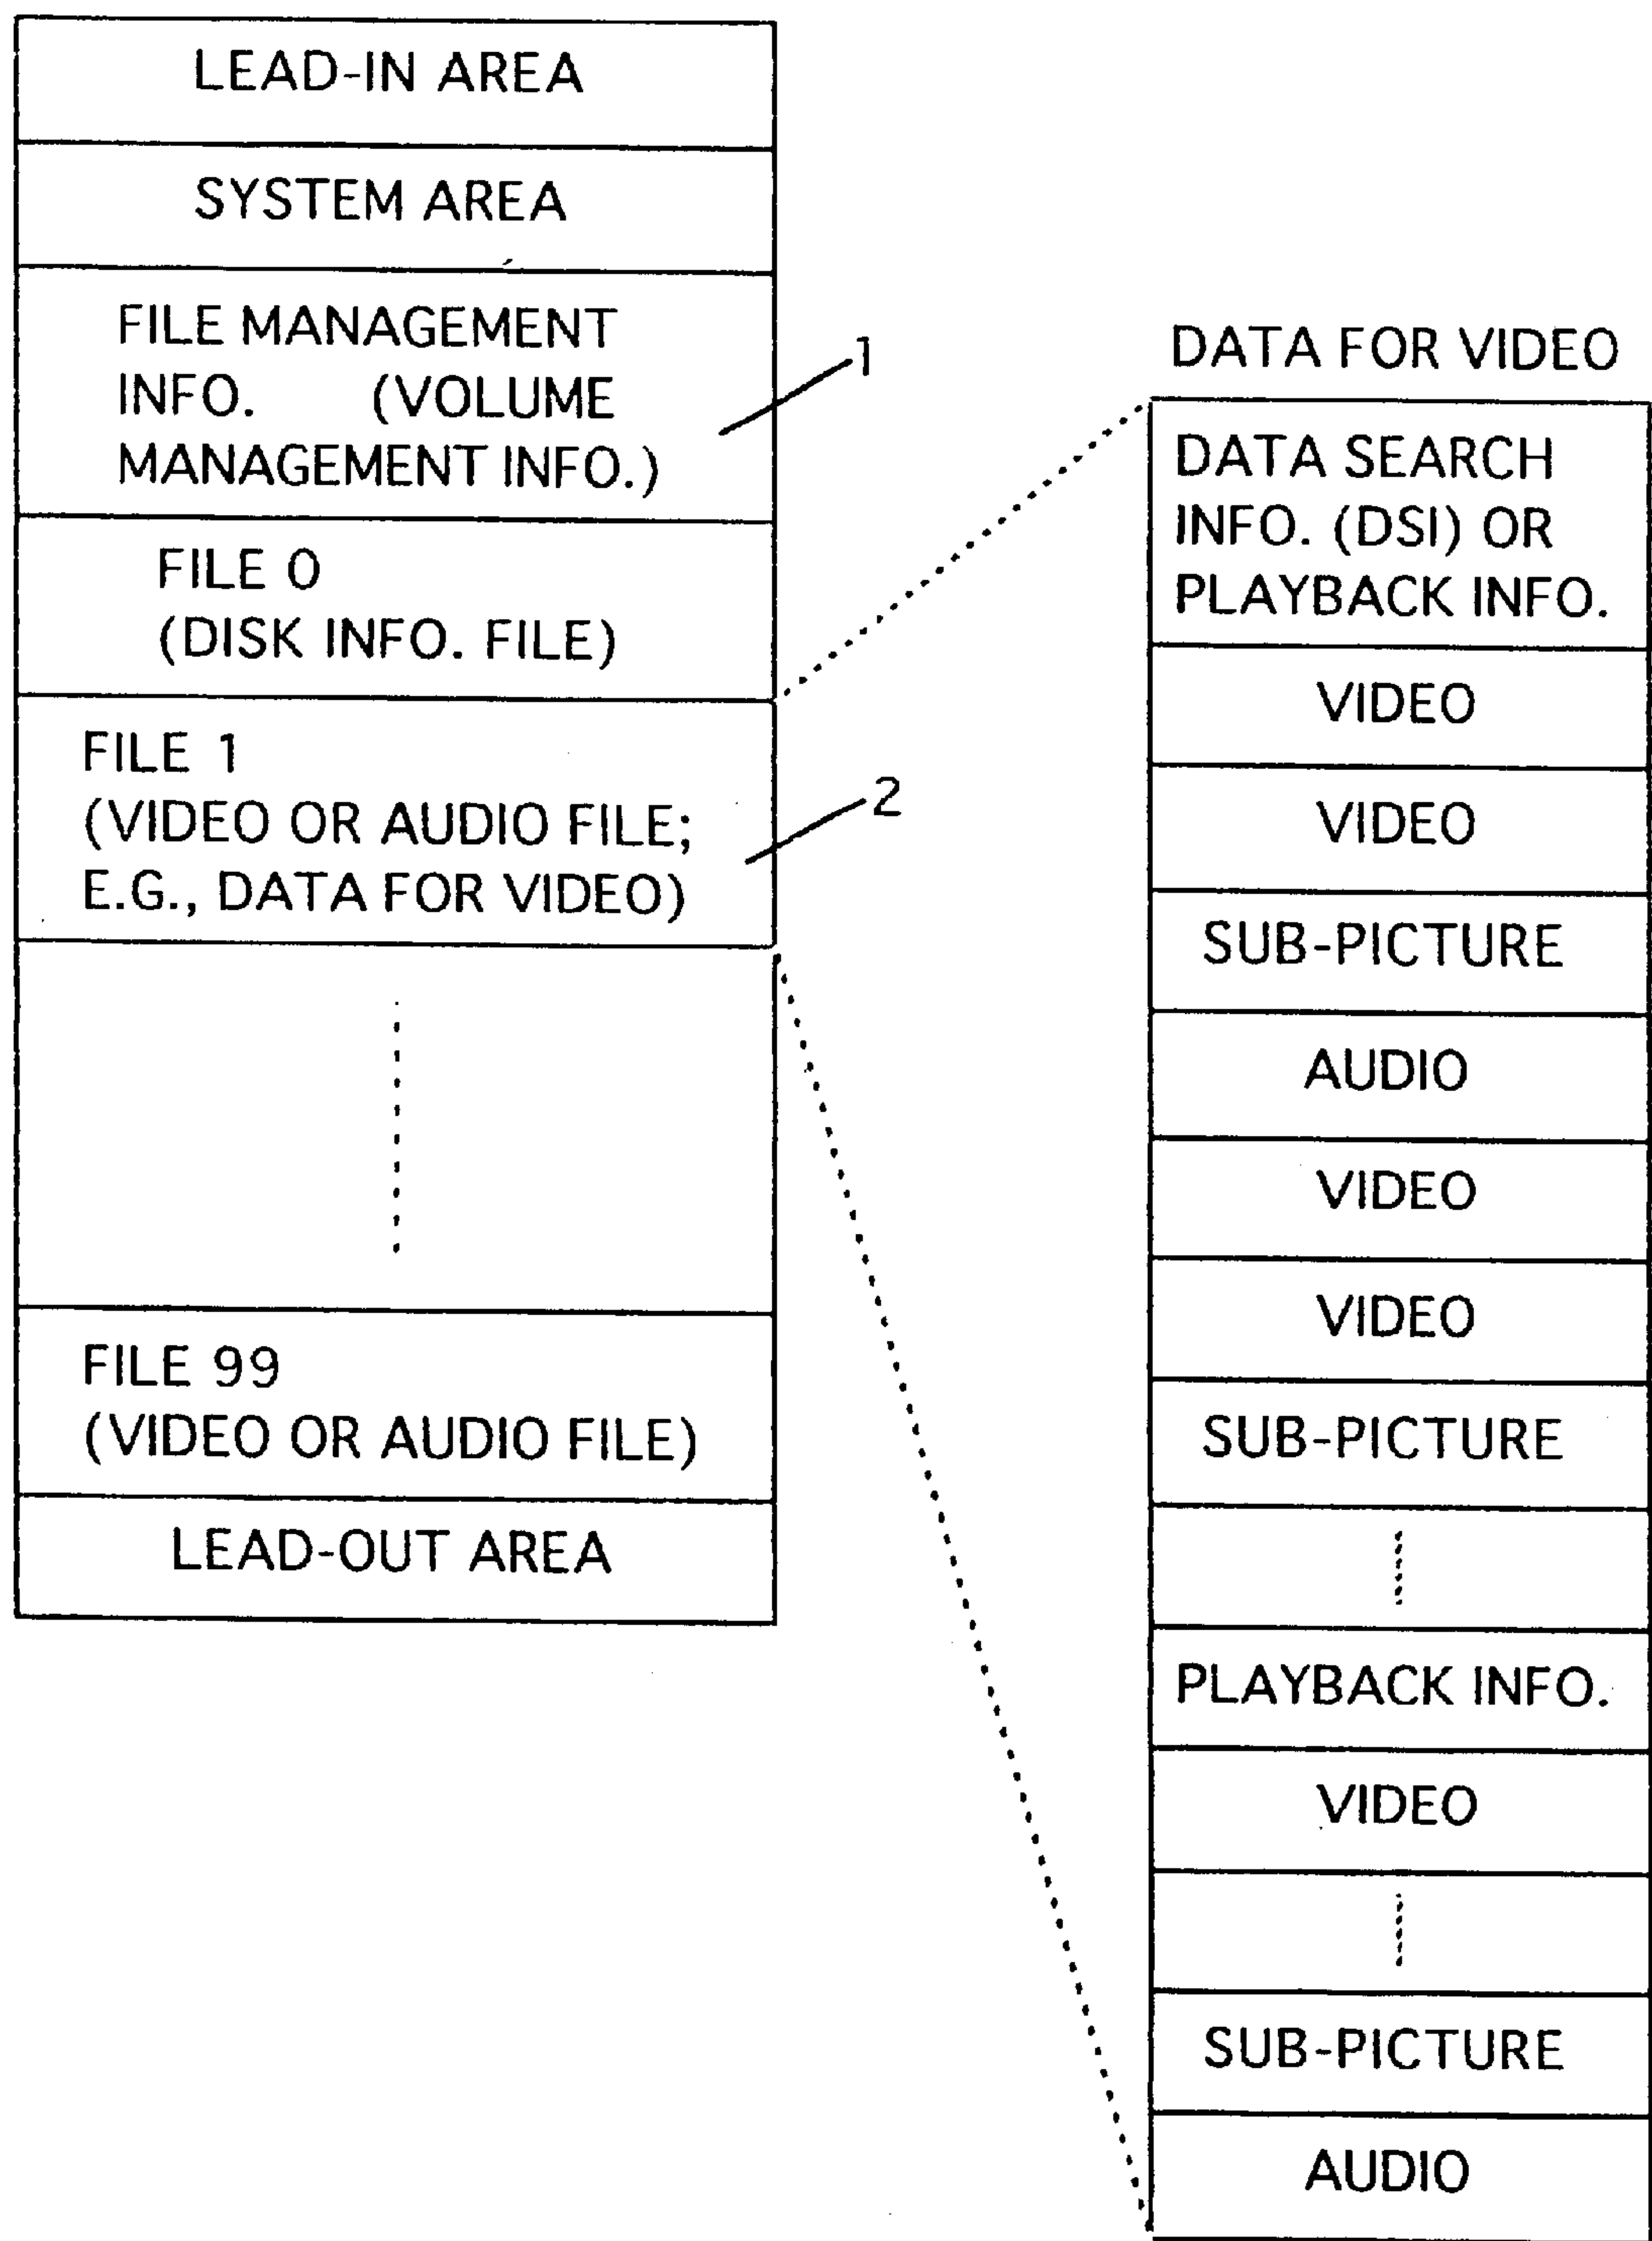 LEAD-IN AREA
SYSTEM AREA
FILE MANAGEMENT
INFO. (VOLUME
MANAGEMENT INFO.)
1
FILE 0
(DISK INFO. FILE)
FILE 1
(VIDEO OR AUDIO FILE;
E.G., DATA FOR VIDEO)
2
FILE 99
(VIDEO OR AUDIO FILE)
LEAD-OUT AREA
DATA FOR VIDEO
DATA SEARCH
INFO. (DSI) OR
PLAYBACK INFO.
VIDEO
VIDEO
SUB-PICTURE
AUDIO
VIDEO
VIDEO
SUB-PICTURE
PLAYBACK INFO.
VIDEO
SUB-PICTURE
AUDIO